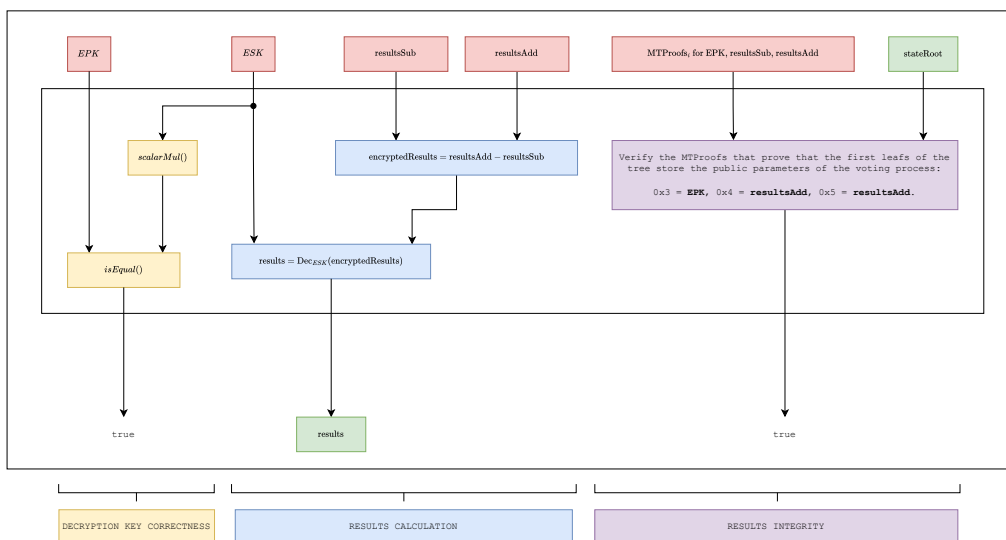 EPK
ESK
resultsSub
resultsAdd
MTProofsᵢ for EPK, resultsSub, resultsAdd
stateRoot
scalarMul()
encryptedResults = resultsAdd − resultsSub
Verify the MTProofs that prove that the first leafs of the
tree store the public parameters of the voting process:
0x3 = EPK, 0x4 = resultsAdd, 0x5 = resultsAdd.
isEqual()
results = Dec_ESK(encryptedResults)
true
results
true
DECRYPTION KEY CORRECTNESS
RESULTS CALCULATION
RESULTS INTEGRITY